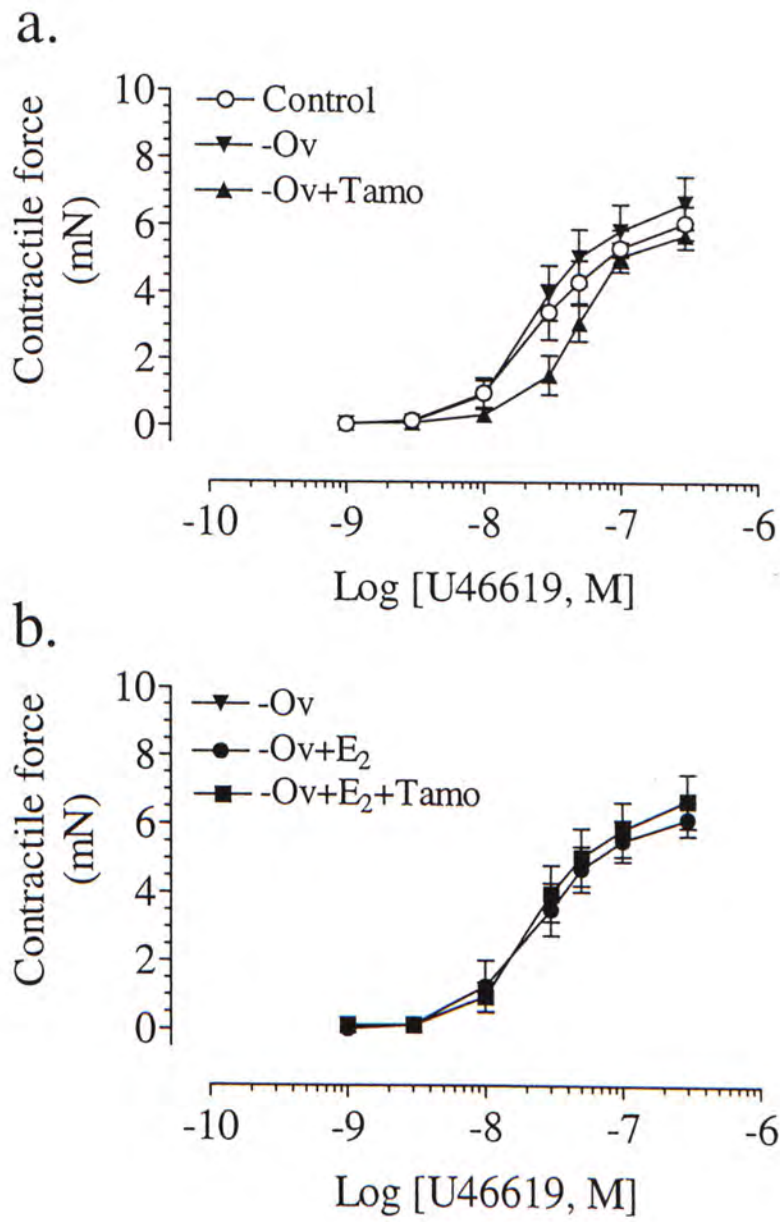 a.
Contractile force
(mN)
10
8
6
4
2
0
Control
-Ov
-Ov+Tamo
-10 -9 -8 -7 -6
Log [U46619, M]
b.
Contractile force
(mN)
10
8
6
4
2
0
-Ov
-Ov+E₂
-Ov+E₂+Tamo
-10 -9 -8 -7 -6
Log [U46619, M]